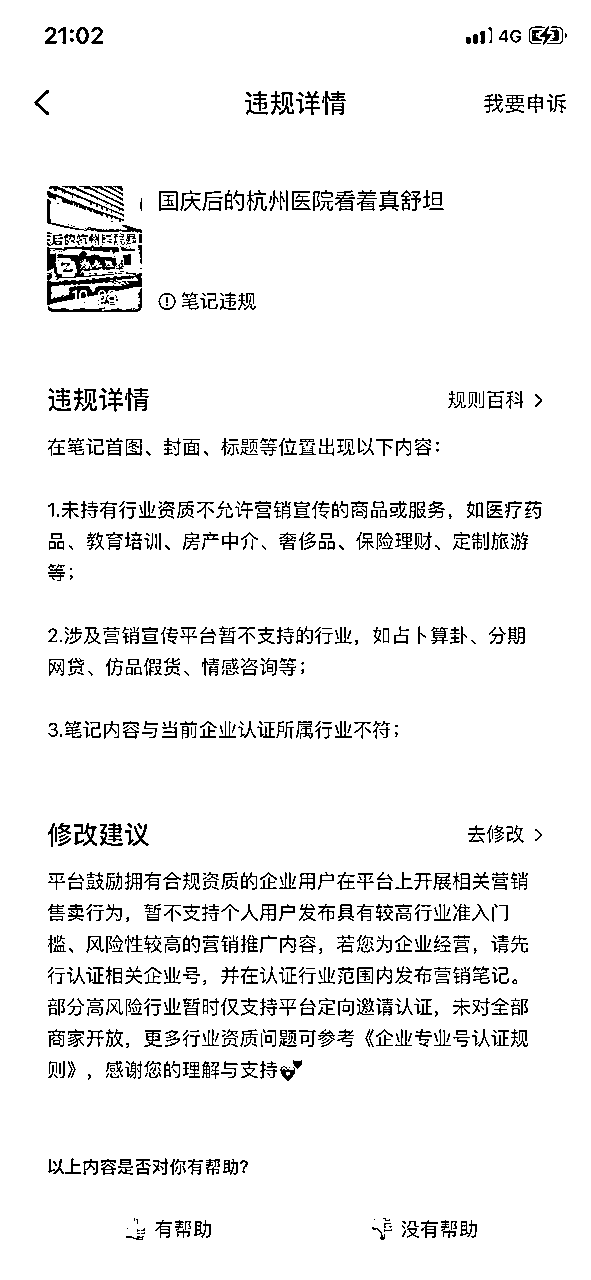 21:02
4G
违规详情
我要申诉
国庆后的杭州医院看着真舒坦
笔记违规
违规详情
规则百科
在笔记首图、封面、标题等位置出现以下内容：
1.未持有行业资质不允许营销宣传的商品或服务，如医疗药
品、教育培训、房产中介、奢侈品、保险理财、定制旅游
等；
2.涉及营销宣传平台暂不支持的行业，如占卜算卦、分期
网贷、仿品假货、情感咨询等；
3.笔记内容与当前企业认证所属行业不符；
修改建议
去修改
平台鼓励拥有合规资质的企业用户在平台上开展相关营销
售卖行为，暂不支持个人用户发布具有较高行业准入门
槛、风险性较高的营销推广内容，若您为企业经营，请先
行认证相关企业号，并在认证行业范围内发布营销笔记。
部分高风险行业暂时仅支持平台定向邀请认证，未对全部
商家开放，更多行业资质问题可参考《企业专业号认证规
则》，感谢您的理解与支持💕
以上内容是否对你有帮助?
有帮助
没有帮助